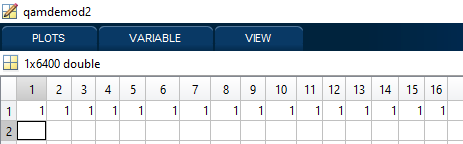 qamdemod2
PLOTS VARIABLE VIEW
1x6400 double
1 2 3 4 5 6 7 8 9 10 11 12 13 14 15 16
1 1 1 1 1 1 1 1 1 1 1 1 1 1 1 1 1
2